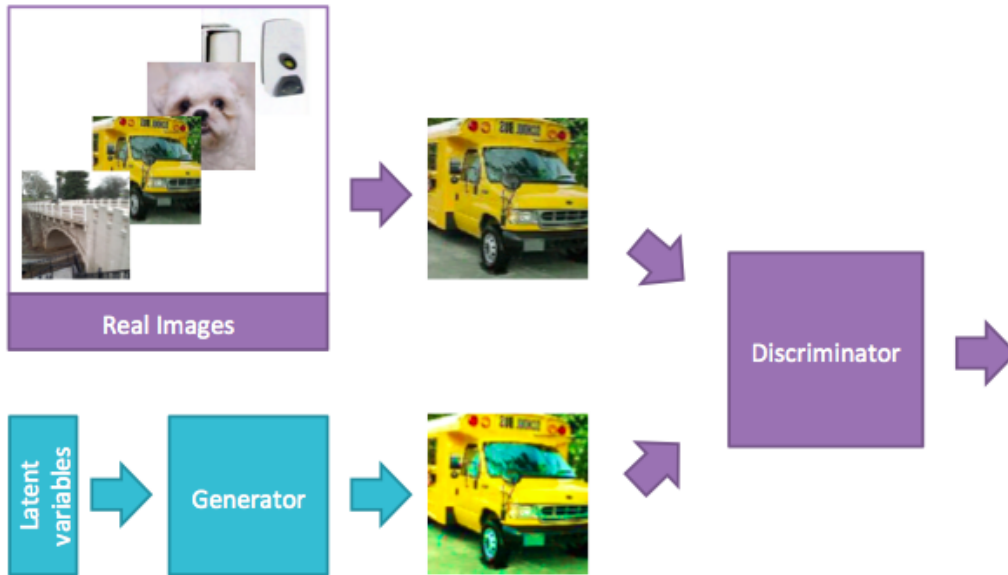 Real Images
Discriminator
Latent
variables
Generator